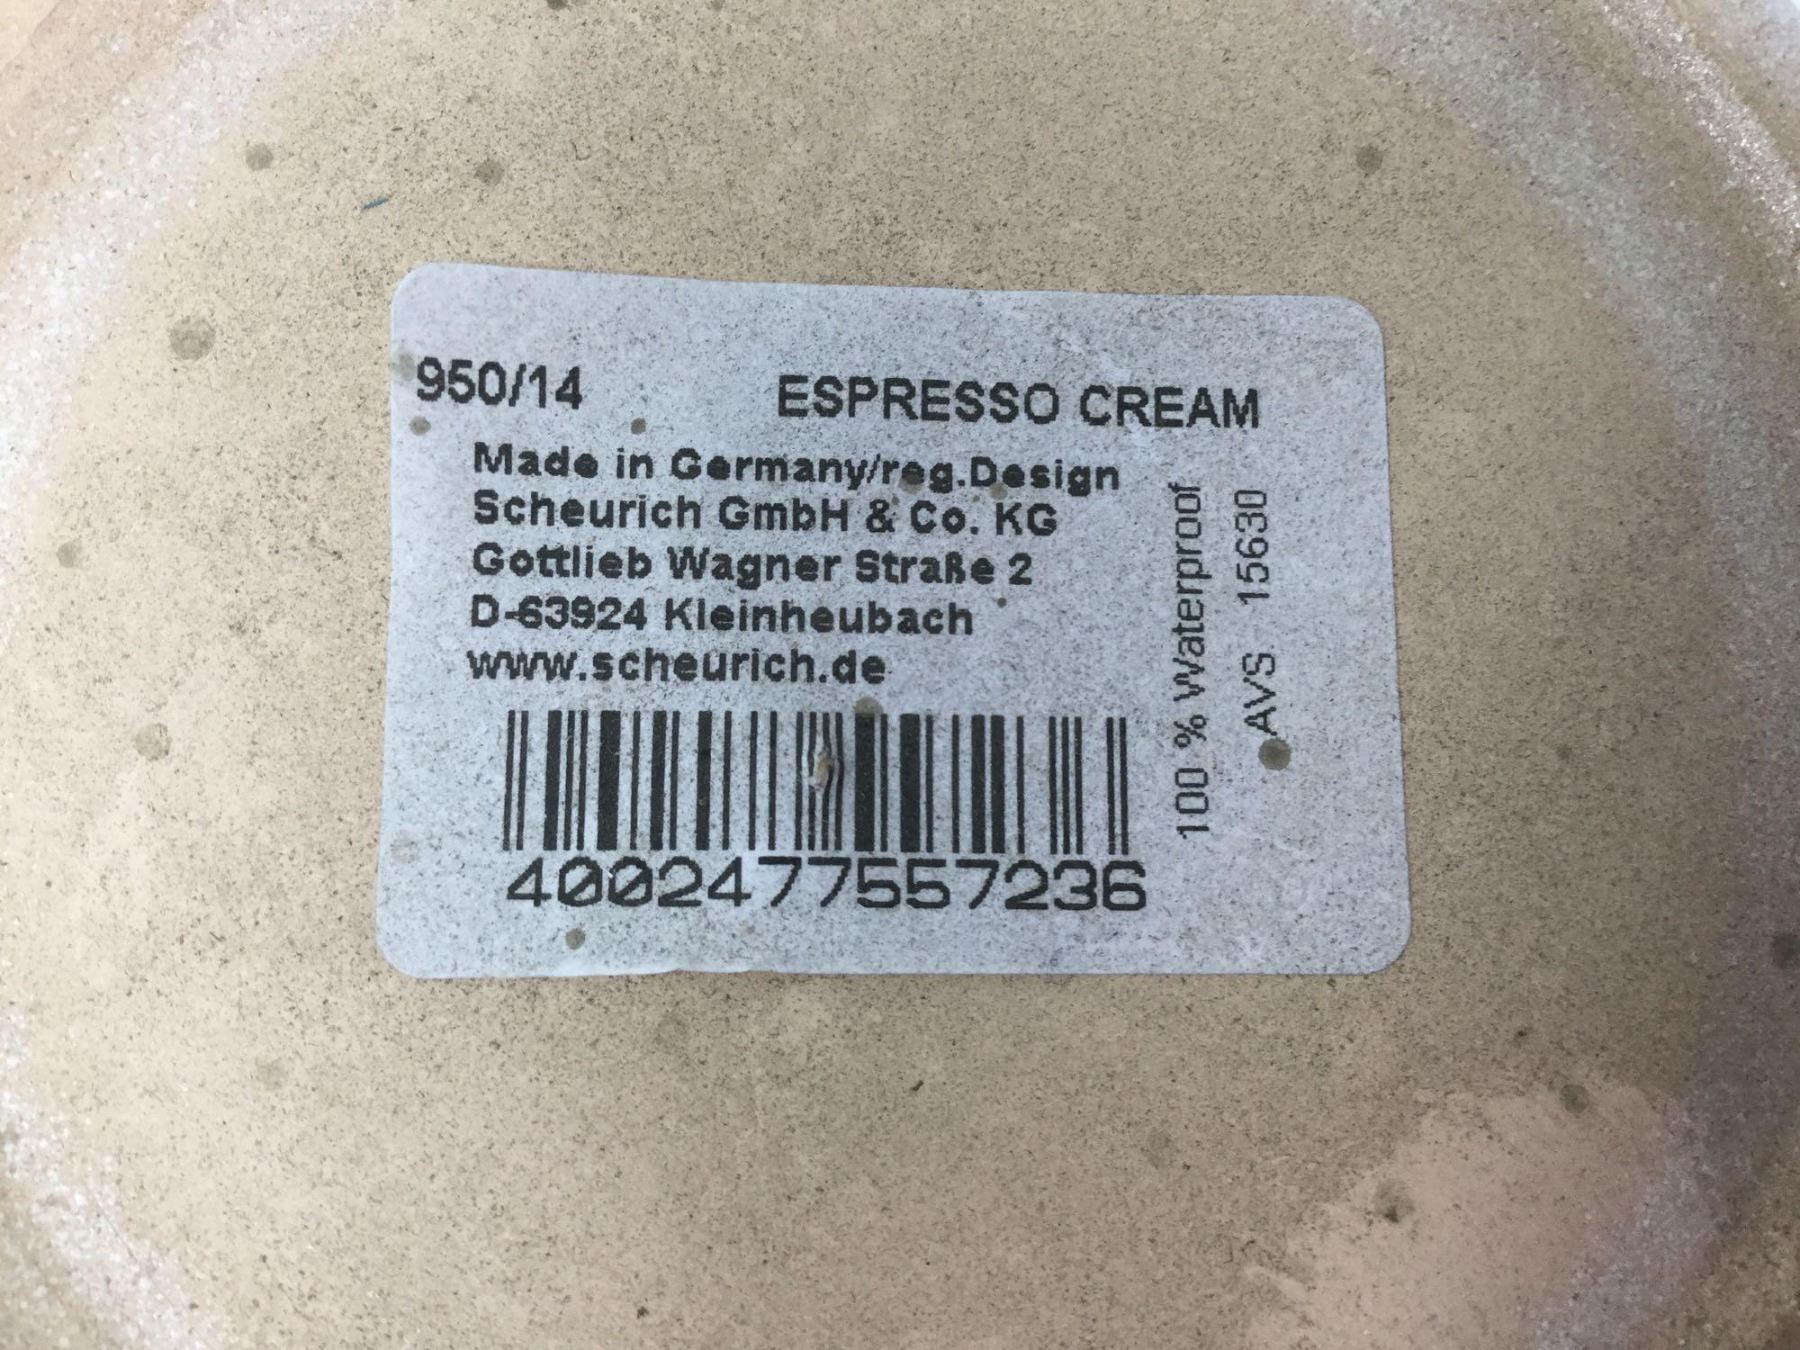 950/14 ESPRESSO CREAM
Made in Germany/reg.Design
Scheurich GmbH & Co. KG
Gottlieb Wagner Straße 2
D-63924 Kleinheubach
www.scheurich.de
4002477557236
100 % Waterproof
AVS 15630